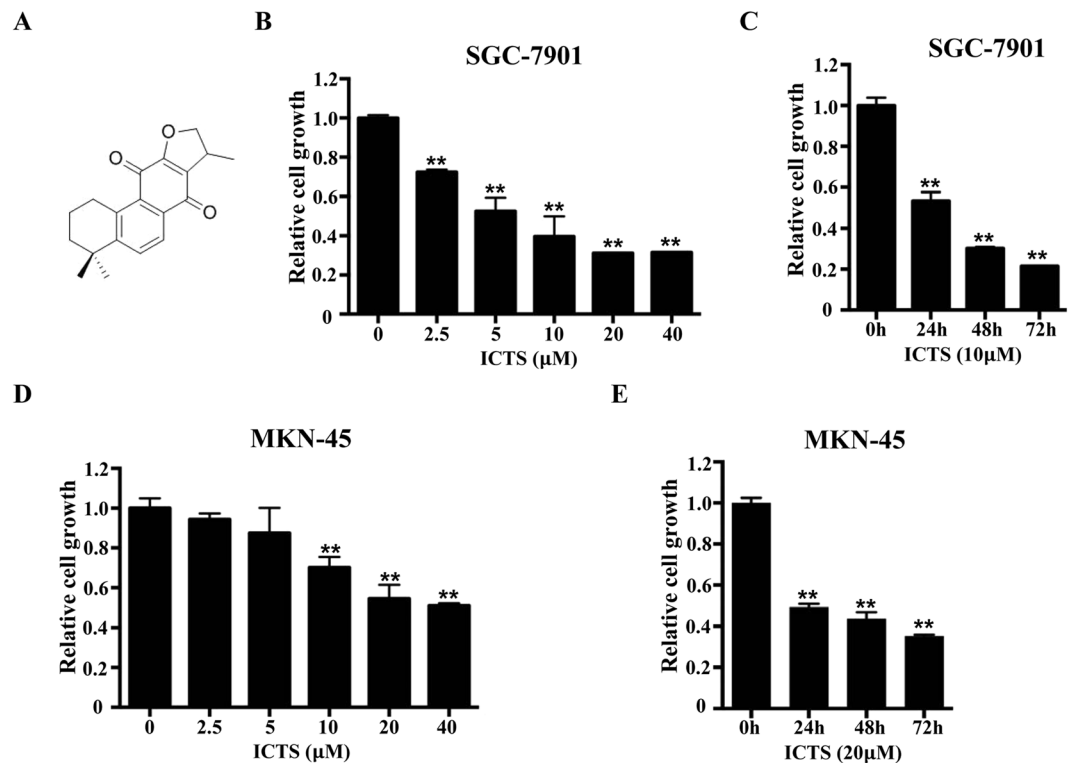 A
O
O
O
B
SGC-7901
Relative cell growth
1.2
1.0
0.8
0.6
0.4
0.2
0
**
**
**
**
**
0 2.5 5 10 20 40
ICTS (μM)
C
SGC-7901
Relative cell growth
1.2
1.0
0.8
0.6
0.4
0.2
0
**
**
**
0h 24h 48h 72h
ICTS (10μM)
D
MKN-45
Relative cell growth
1.2
1.0
0.8
0.6
0.4
0.2
0
**
**
**
0 2.5 5 10 20 40
ICTS (μM)
E
MKN-45
Relative cell growth
1.2
1.0
0.8
0.6
0.4
0.2
0
**
**
**
0h 24h 48h 72h
ICTS (20μM)